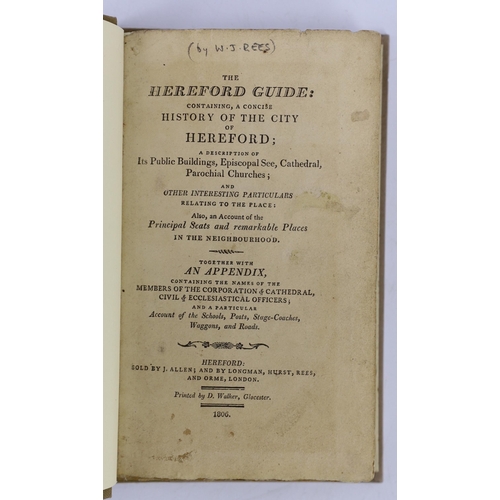 (by W.J. REES)
THE
HEREFORD GUIDE:
CONTAINING, A CONCISE
HISTORY OF THE CITY
OF
HEREFORD;
A DESCRIPTION OF
Its Public Buildings, Episcopal See, Cathedral,
Parochial Churches;
AND
OTHER INTERESTING PARTICULARS
RELATING TO THE PLACE:
Also, an Account of the
Principal Seats and remarkable Places
IN THE NEIGHBOURHOOD.
TOGETHER WITH
AN APPENDIX,
CONTAINING THE NAMES OF THE
MEMBERS OF THE CORPORATION & CATHEDRAL,
CIVIL & ECCLESIASTICAL OFFICERS;
AND A PARTICULAR
Account of the Schools, Posts, Stage-Coaches,
Waggons, and Roads.
HEREFORD:
SOLD BY J. ALLEN; AND BY LONGMAN, HURST, REES,
AND ORME, LONDON.
Printed by D. Walker, Glocester.
1806.